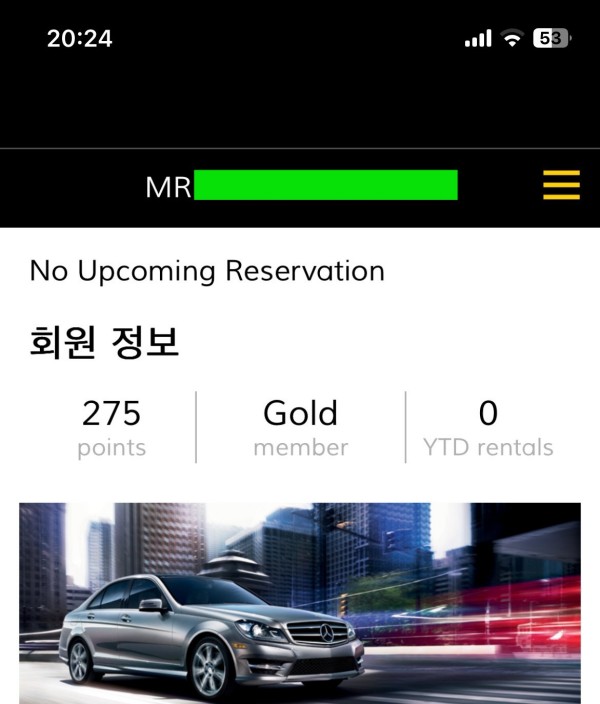 20:24
53
MR
No Upcoming Reservation
회원 정보
275 Gold 0
points member YTD rentals